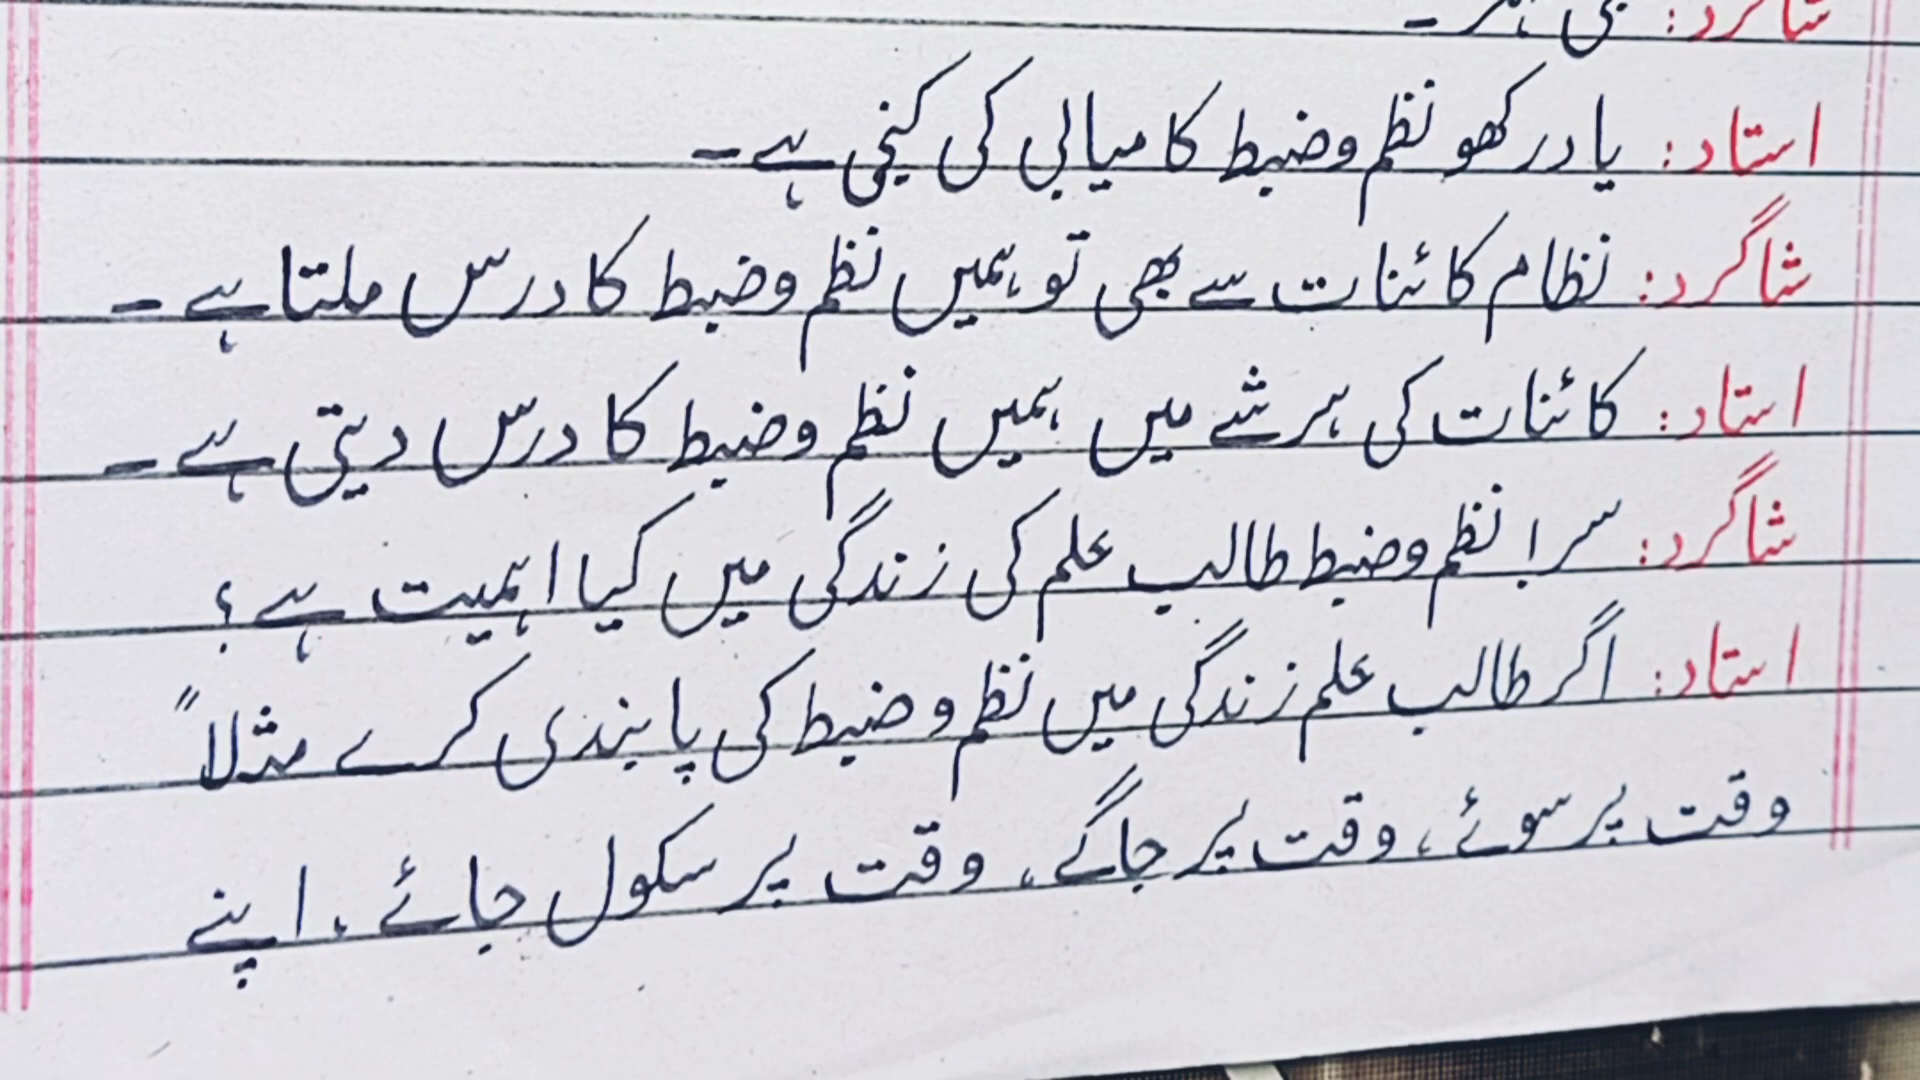 شاگرد: جی
استاد: یاد رکھو نظم و ضبط کامیابی کی کنجی ہے۔
شاگرد: نظام کائنات سے بھی تو ہمیں نظم و ضبط کا درس ملتا ہے۔
استاد: کائنات کی ہر شے میں ہمیں نظم و ضبط کا درس دیتی ہے۔
شاگرد: سر! نظم و ضبط طالب علم کی زندگی میں کیا اہمیت ہے؟
استاد: اگر طالب علم زندگی میں نظم و ضبط کی پابندی کرے مثلاً
وقت پر سوئے، وقت پر جاگے، وقت پر سکول جائے، اپنے